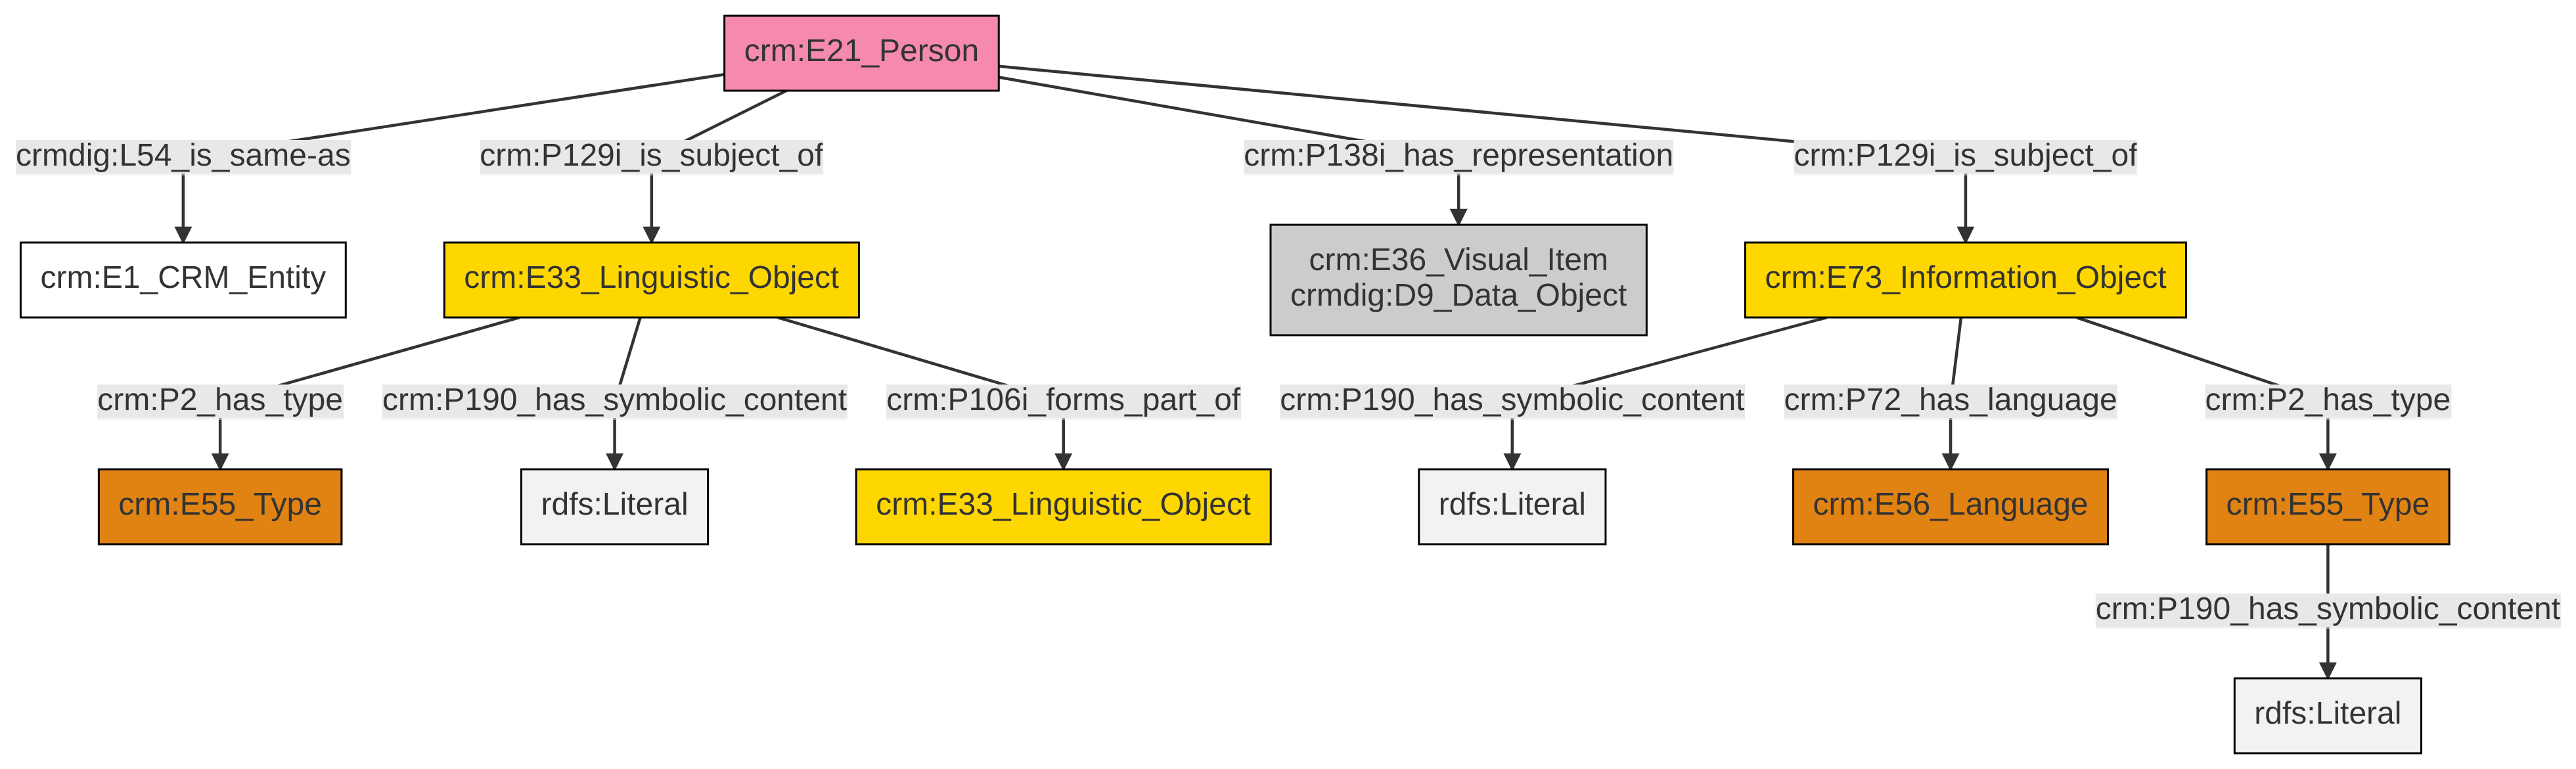 crm:E21_Person
crmdig:L54_is_same-as
crm:P129i_is_subject_of
crm:P138i_has_representation
crm:P129i_is_subject_of
crm:E1_CRM_Entity
crm:E33_Linguistic_Object
crm:E36_Visual_Item
crmdig:D9_Data_Object
crm:E73_Information_Object
crm:P2_has_type
crm:P190_has_symbolic_content
crm:P106i_forms_part_of
crm:P190_has_symbolic_content
crm:P72_has_language
crm:P2_has_type
crm:E55_Type
rdfs:Literal
crm:E33_Linguistic_Object
rdfs:Literal
crm:E56_Language
crm:E55_Type
crm:P190_has_symbolic_content
rdfs:Literal